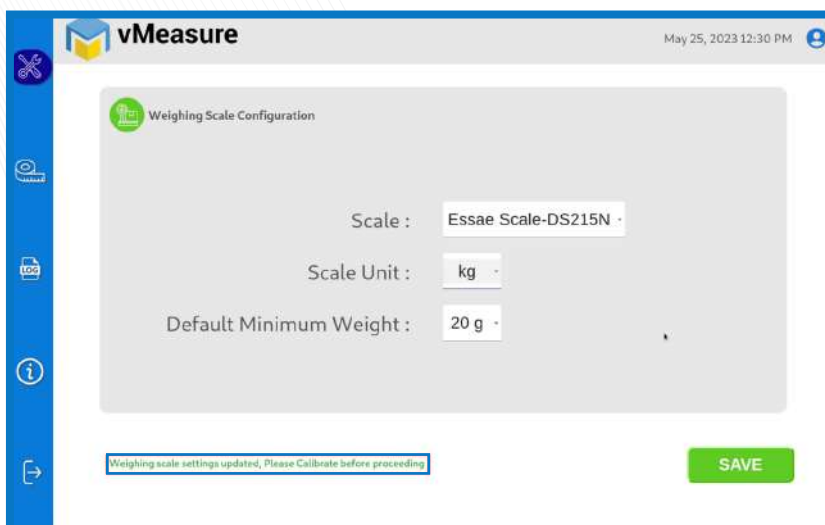 vMeasure
May 25, 2023 12:30 PM
Weighing Scale Configuration
Scale : Essae Scale-DS215N
Scale Unit : kg
Default Minimum Weight : 20 g
LOG
Weighing scale settings updated, Please Calibrate before proceeding
SAVE